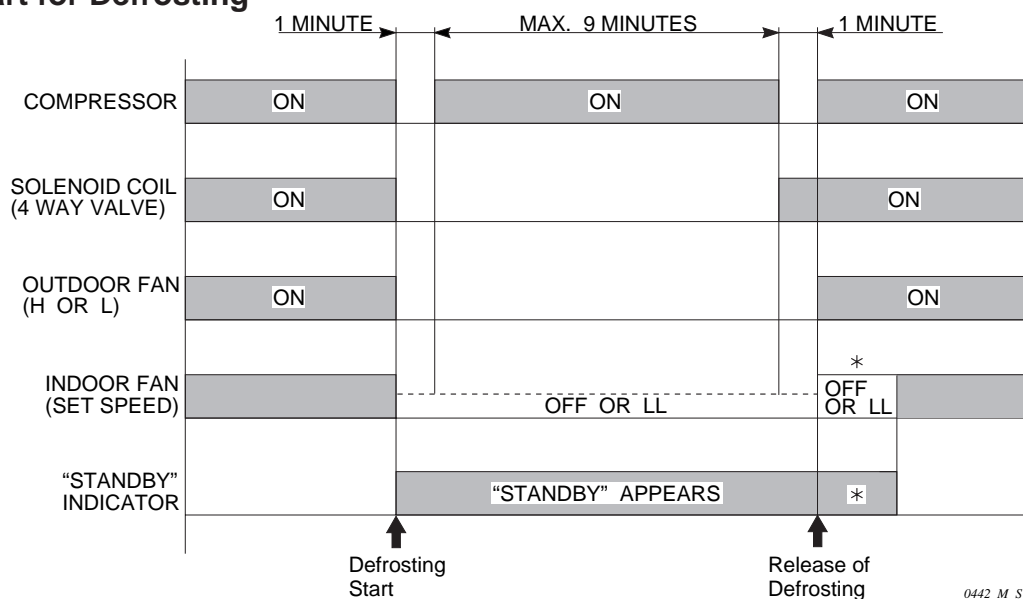 art for Defrosting
1 MINUTE MAX. 9 MINUTES 1 MINUTE
COMPRESSOR ON ON ON
SOLENOID COIL
(4 WAY VALVE) ON ON
OUTDOOR FAN
(H OR L) ON ON
INDOOR FAN
(SET SPEED) OFF OR LL
*
OFF
OR LL
"STANDBY"
INDICATOR "STANDBY" APPEARS *
Defrosting
Start
Release of
Defrosting
0442_M_S